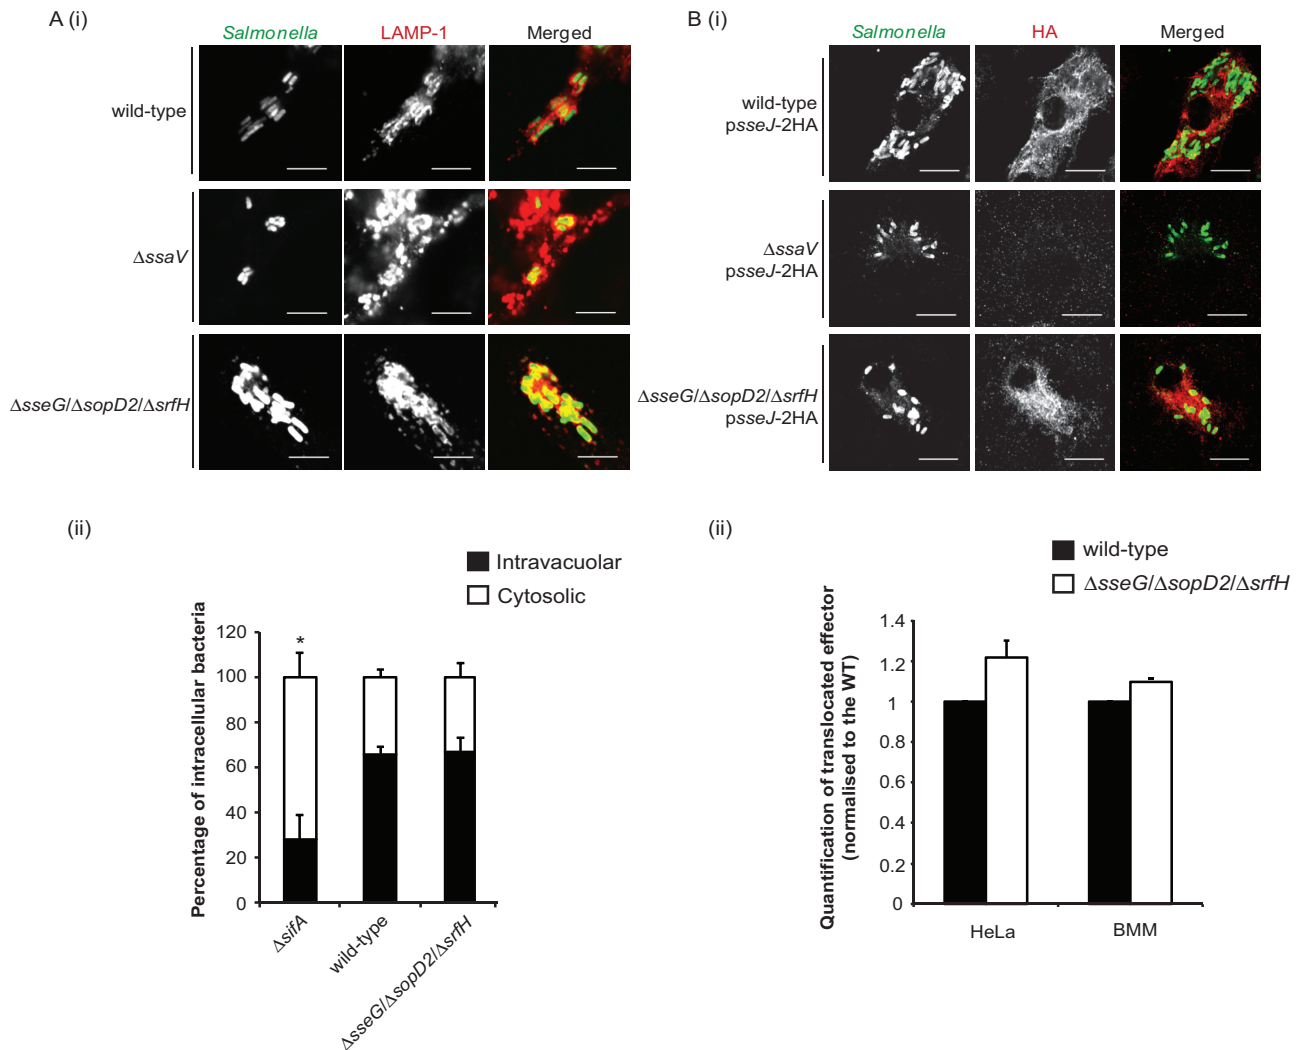 A (i)
Salmonella
LAMP-1
Merged
wild-type
ΔssaV
ΔsseG/ΔsopD2/ΔsrfH
B (i)
Salmonella
HA
Merged
wild-type
psseJ-2HA
ΔssaV
psseJ-2HA
ΔsseG/ΔsopD2/ΔsrfH
psseJ-2HA
(ii)
Intravacuolar
Cytosolic
Percentage of intracellular bacteria
120
100
80
60
40
20
0
*
ΔsifA
wild-type
ΔsseG/ΔsopD2/ΔsrfH
(ii)
wild-type
ΔsseG/ΔsopD2/ΔsrfH
Quantification of translocated effector
(normalised to the WT)
1.4
1.2
1
0.8
0.6
0.4
0.2
0
HeLa
BMM